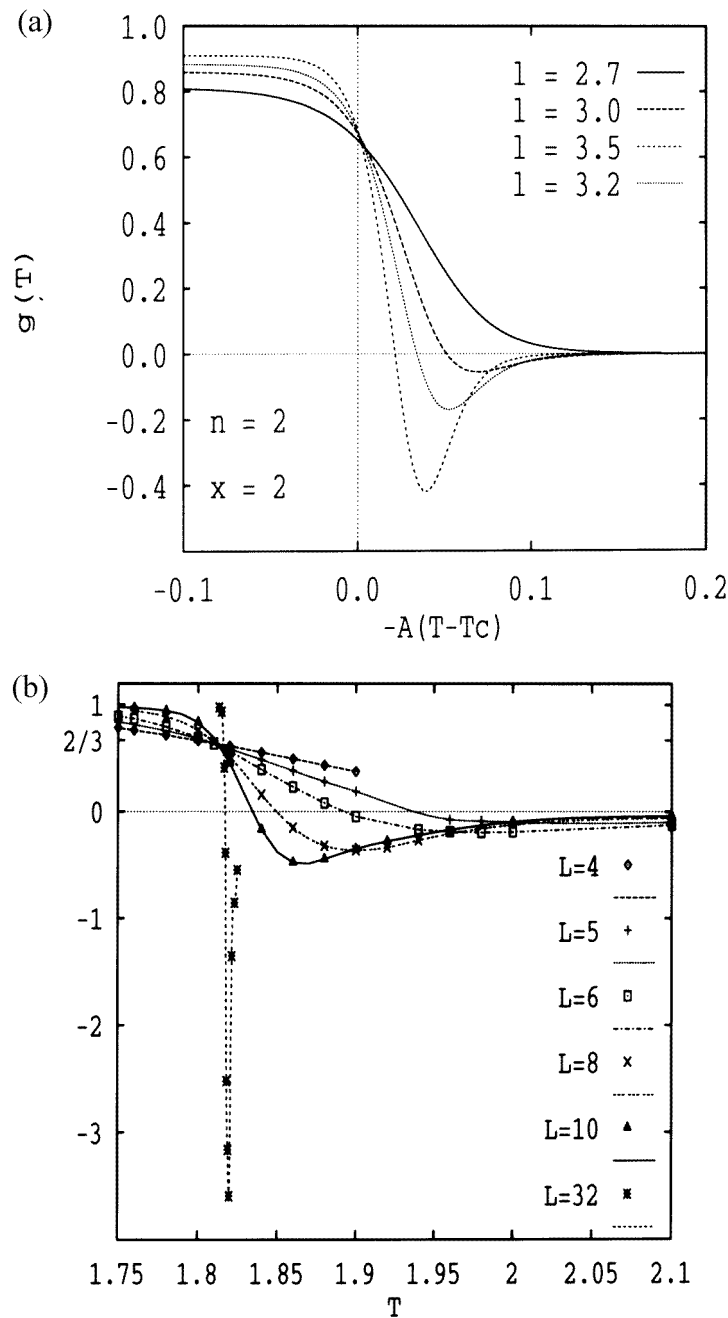 (a)
1.0
0.8
0.6
0.4
0.2
0.0
-0.2
-0.4
g(T)
l = 2.7
l = 3.0
l = 3.5
l = 3.2
n = 2
x = 2
-0.1 0.0 0.1 0.2
-A(T-Tc)
(b)
1
2/3
0
-1
-2
-3
L=4
L=5
L=6
L=8
L=10
L=32
1.75 1.8 1.85 1.9 1.95 2 2.05 2.1
T